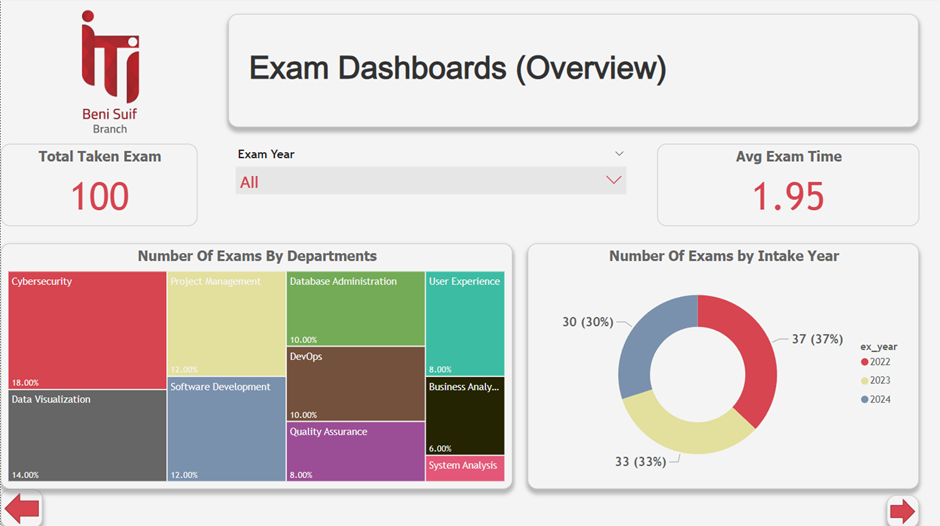 iTi
Beni Suif
Branch
Exam Dashboards (Overview)
Total Taken Exam
100
Exam Year
All
Avg Exam Time
1.95
Number Of Exams By Departments
Cybersecurity
18.00%
Data Visualization
14.00%
Project Management
12.00%
Software Development
12.00%
Database Administration
10.00%
DevOps
10.00%
Quality Assurance
8.00%
User Experience
8.00%
Business Analy...
6.00%
System Analysis
Number Of Exams by Intake Year
30 (30%)
37 (37%)
33 (33%)
ex_year
2022
2023
2024